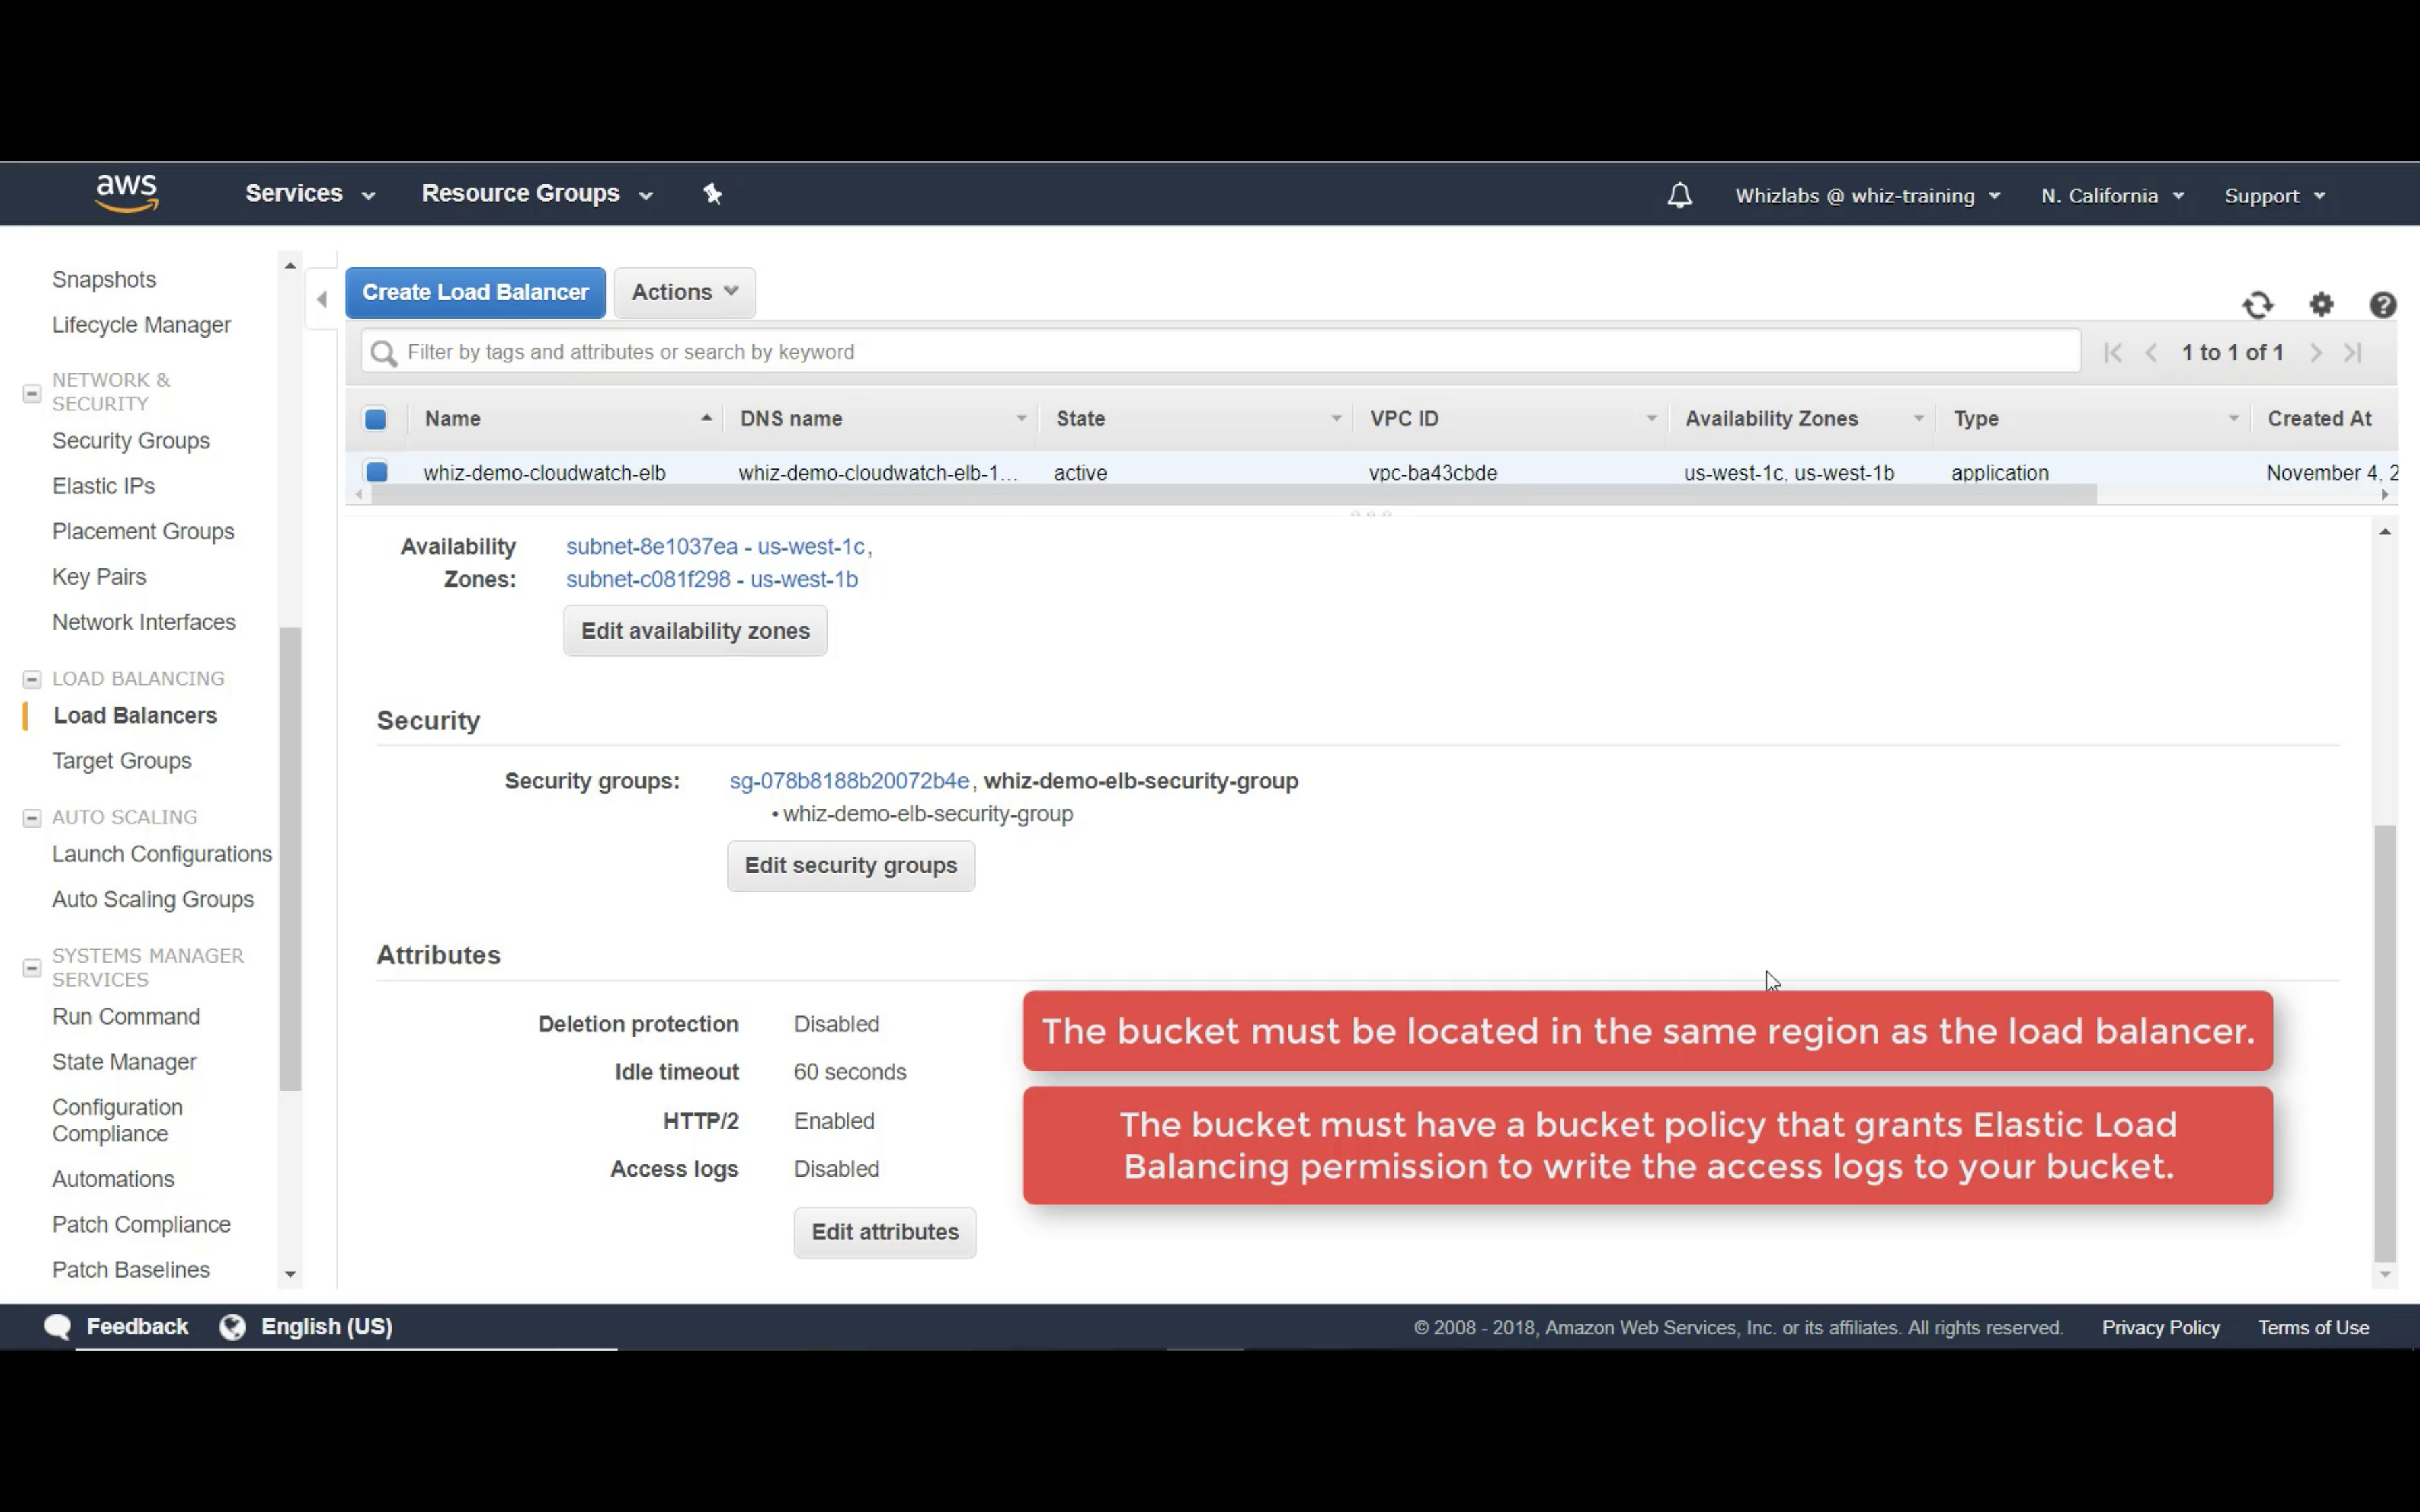 aws
Services
Resource Groups
Whizlabs @ whiz-training
N. California
Support
Snapshots
Lifecycle Manager
NETWORK &
SECURITY
Security Groups
Elastic IPs
Placement Groups
Key Pairs
Network Interfaces
LOAD BALANCING
Load Balancers
Target Groups
AUTO SCALING
Launch Configurations
Auto Scaling Groups
SYSTEMS MANAGER
SERVICES
Run Command
State Manager
Configuration
Compliance
Automations
Patch Compliance
Patch Baselines
Create Load Balancer
Actions
Filter by tags and attributes or search by keyword
1 to 1 of 1
Name DNS name State VPC ID Availability Zones Type Created At
whiz-demo-cloudwatch-elb whiz-demo-cloudwatch-elb-1... active vpc-ba43cbde us-west-1c, us-west-1b application November 4, 2
Availability subnet-8e1037ea - us-west-1c,
Zones: subnet-c081f298 - us-west-1b
Edit availability zones
Security
Security groups: sg-078b8188b20072b4e, whiz-demo-elb-security-group
• whiz-demo-elb-security-group
Edit security groups
Attributes
Deletion protection Disabled
Idle timeout 60 seconds
HTTP/2 Enabled
Access logs Disabled
Edit attributes
The bucket must be located in the same region as the load balancer.
The bucket must have a bucket policy that grants Elastic Load
Balancing permission to write the access logs to your bucket.
Feedback
English (US)
© 2008 - 2018, Amazon Web Services, Inc. or its affiliates. All rights reserved.
Privacy Policy
Terms of Use